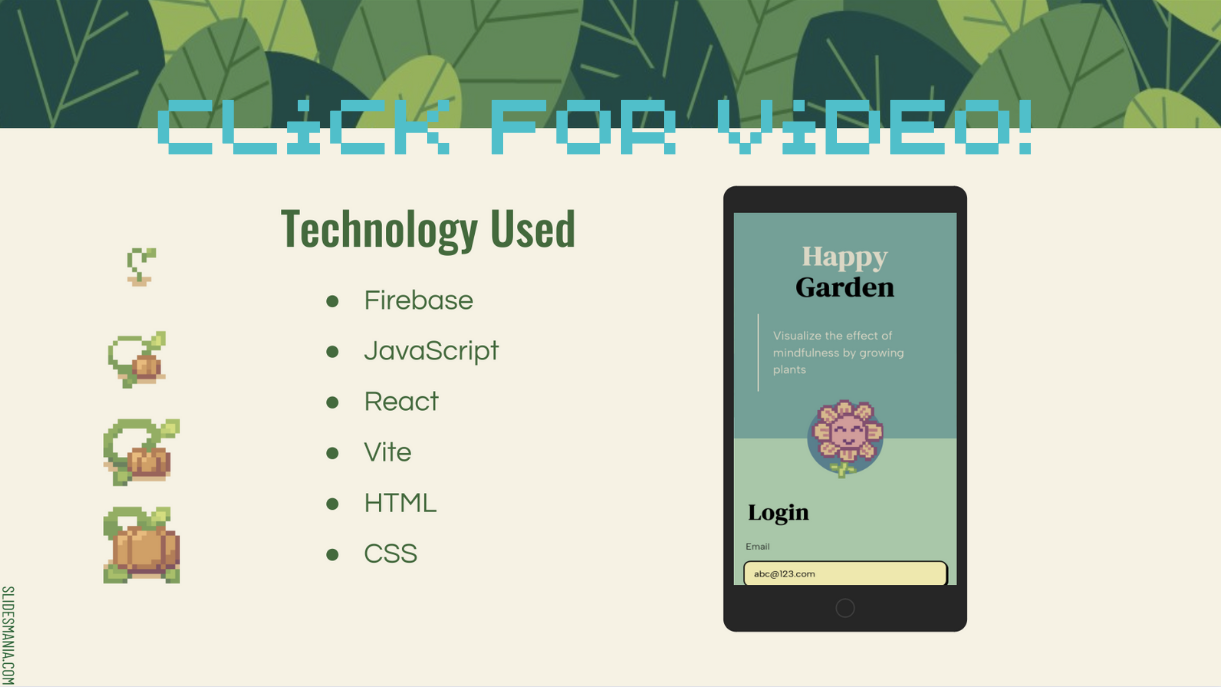 CLiCK FOR ViDEO!
Technology Used
Firebase
JavaScript
React
Vite
HTML
CSS
Happy
Garden
Visualize the effect of
mindfulness by growing
plants
Login
Email
abc@123.com
SLIDESMANIA.COM